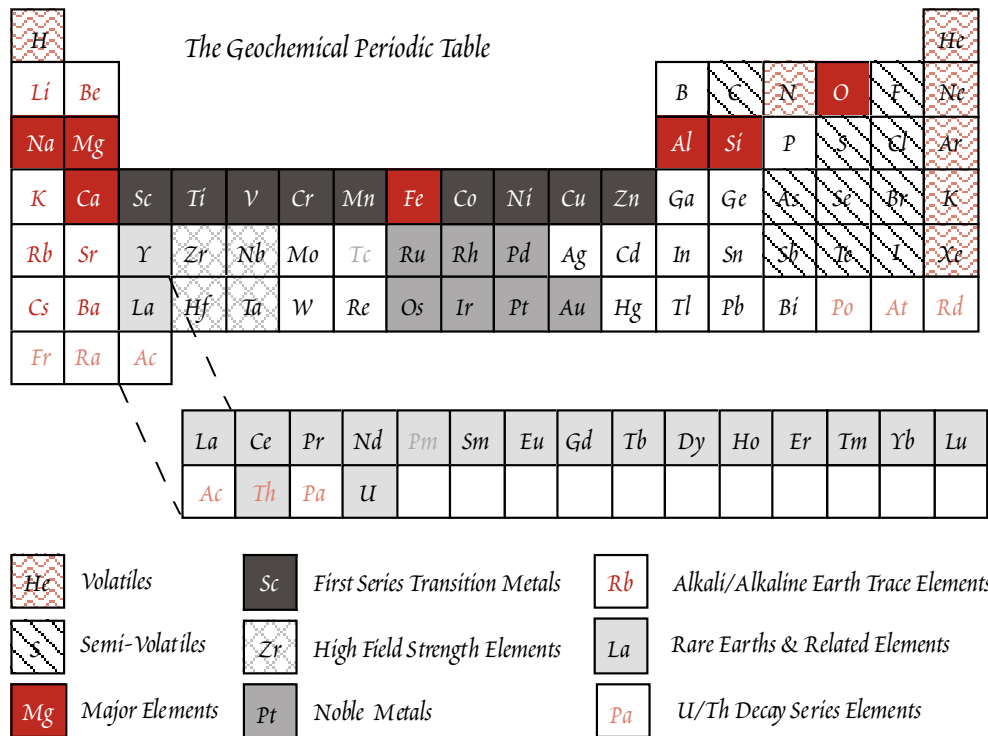 The Geochemical Periodic Table
H He
Li Be B C N O F Ne
Na Mg Al Si P S Cl Ar
K Ca Sc Ti V Cr Mn Fe Co Ni Cu Zn Ga Ge As Se Br K
Rb Sr Y Zr Nb Mo Tc Ru Rh Pd Ag Cd In Sn Sb Te I Xe
Cs Ba La Hf Ta W Re Os Ir Pt Au Hg Tl Pb Bi Po At Rd
Fr Ra Ac
La Ce Pr Nd Pm Sm Eu Gd Tb Dy Ho Er Tm Yb Lu
Ac Th Pa U
He Volatiles Sc First Series Transition Metals Rb Alkali/Alkaline Earth Trace Elements
S Semi-Volatiles Zr High Field Strength Elements La Rare Earths & Related Elements
Mg Major Elements Pt Noble Metals Pa U/Th Decay Series Elements